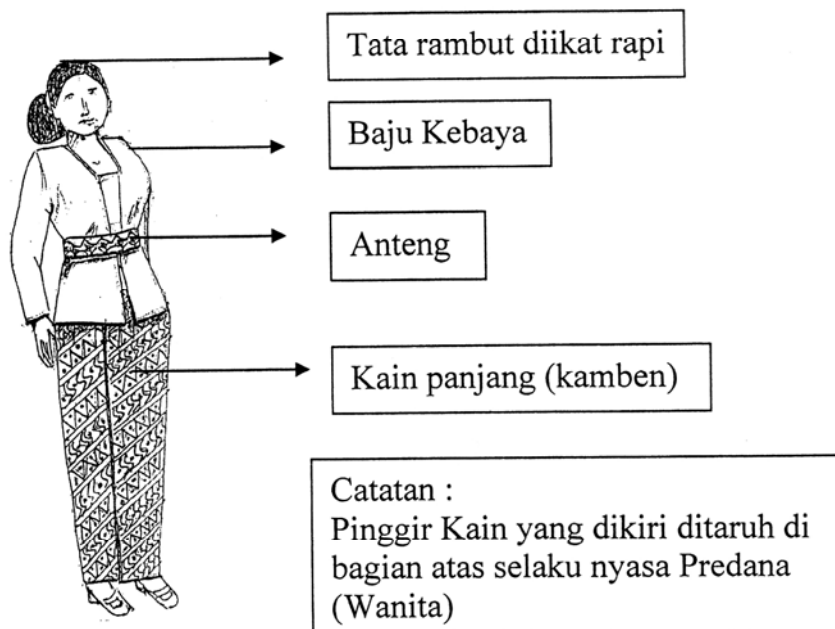 Tata rambut diikat rapi
Baju Kebaya
Anteng
Kain panjang (kamben)
Catatan :
Pinggir Kain yang dikiri ditaruh di
bagian atas selaku nyasa Predana
(Wanita)